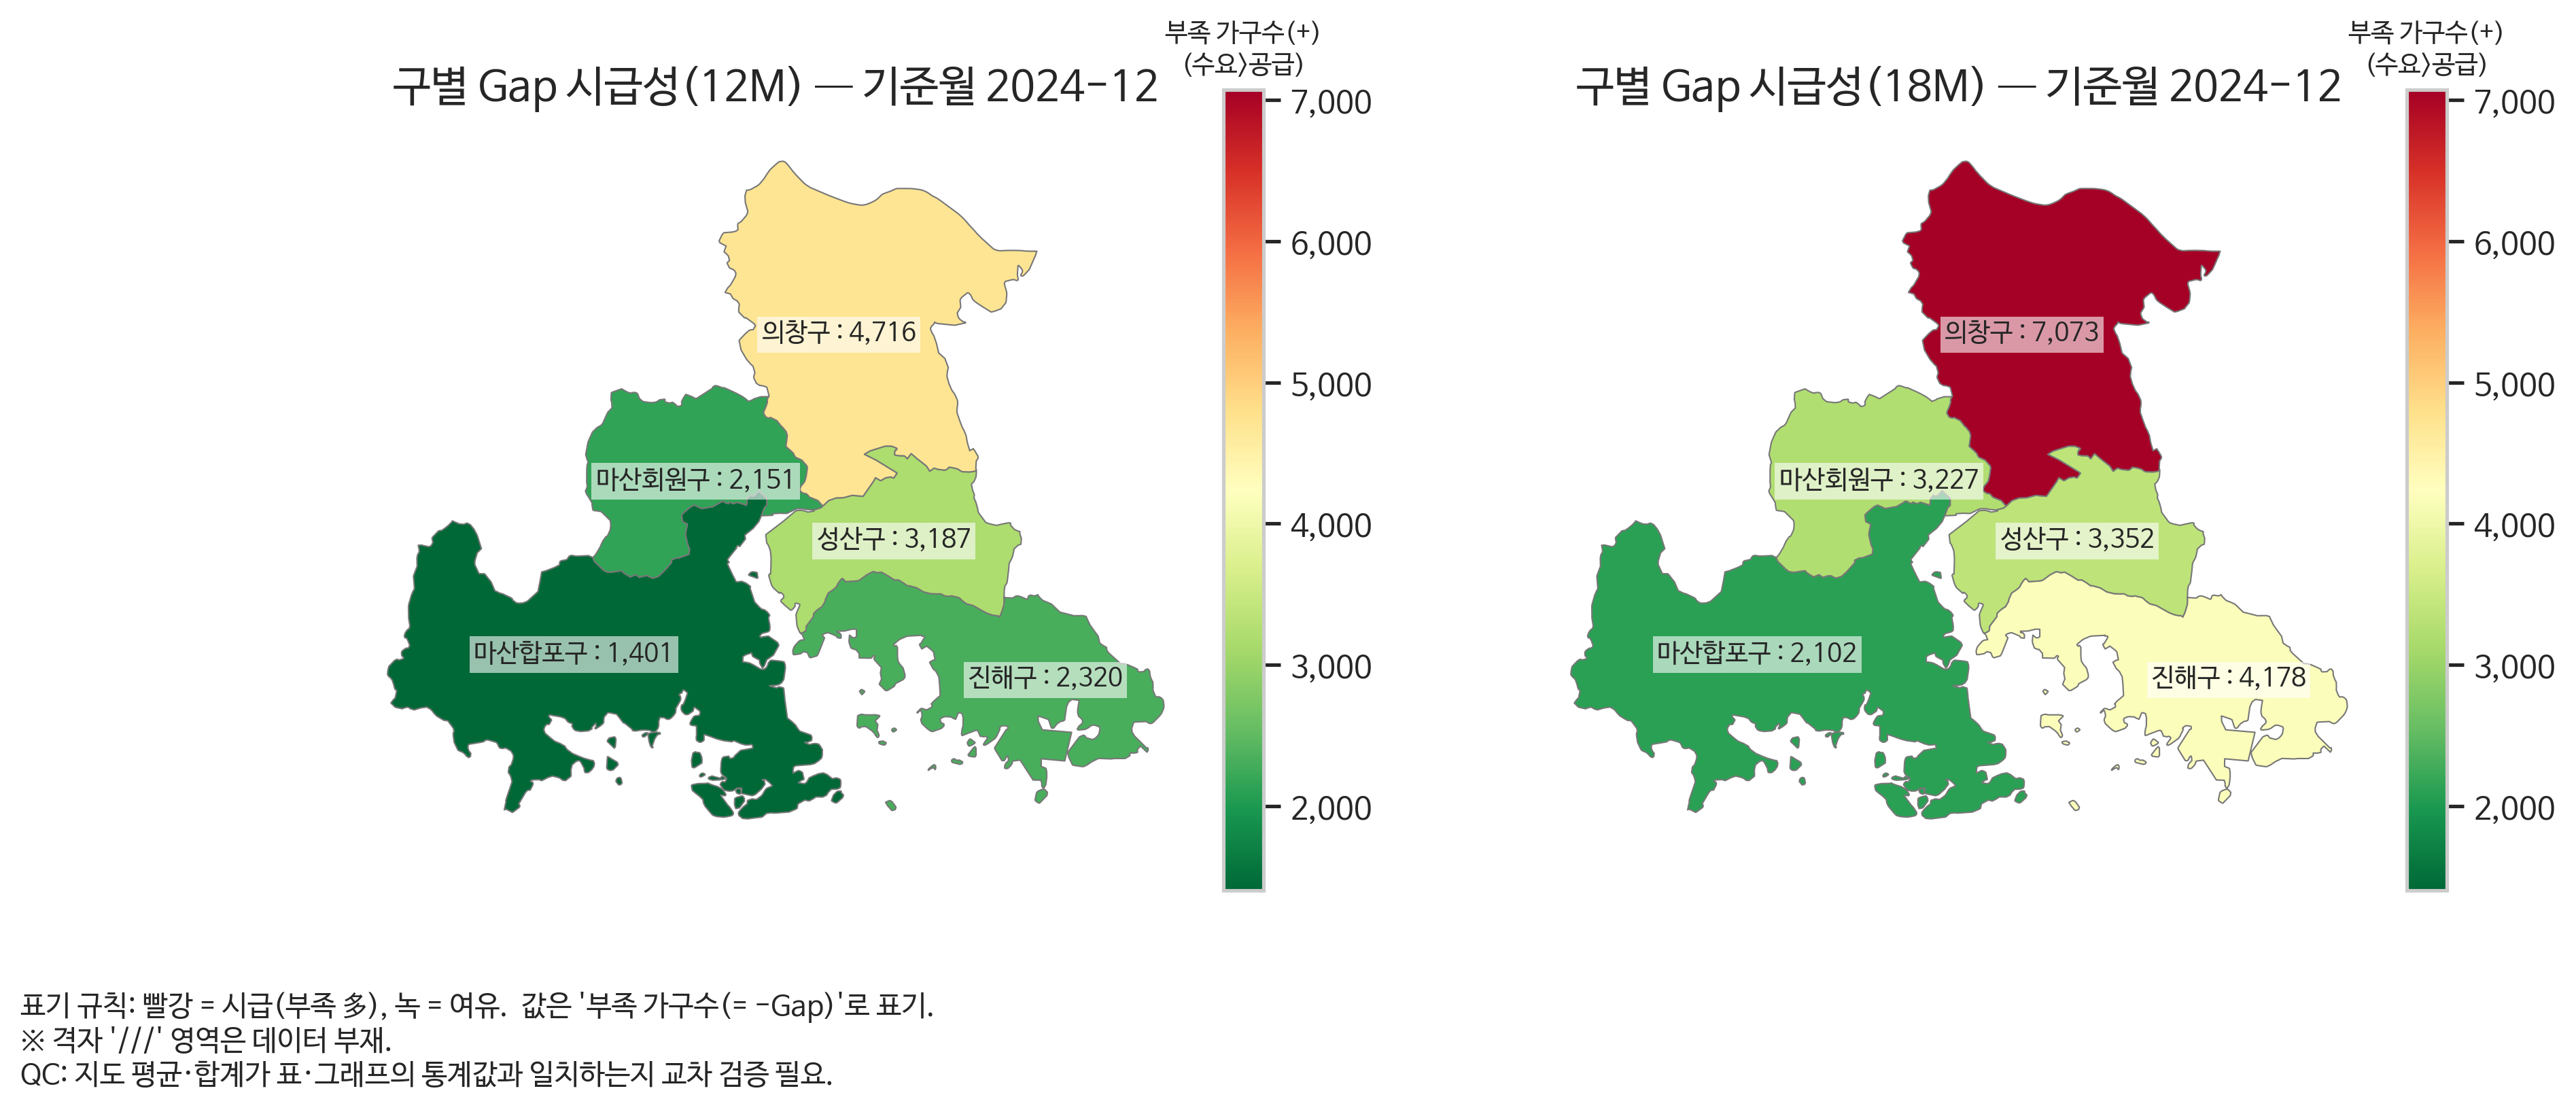 구별 Gap 시급성(12M) — 기준월 2024-12
부족 가구수(+)
(수요>공급)
7,000
6,000
5,000
4,000
3,000
2,000
의창구 : 4,716
마산회원구 : 2,151
성산구 : 3,187
마산합포구 : 1,401
진해구 : 2,320
구별 Gap 시급성(18M) — 기준월 2024-12
부족 가구수(+)
(수요>공급)
7,000
6,000
5,000
4,000
3,000
2,000
의창구 : 7,073
마산회원구 : 3,227
성산구 : 3,352
마산합포구 : 2,102
진해구 : 4,178
표기 규칙: 빨강 = 시급(부족 多), 녹 = 여유. 값은 '부족 가구수(= -Gap)'로 표기.
※ 격자 '///' 영역은 데이터 부재.
QC: 지도 평균·합계가 표·그래프의 통계값과 일치하는지 교차 검증 필요.